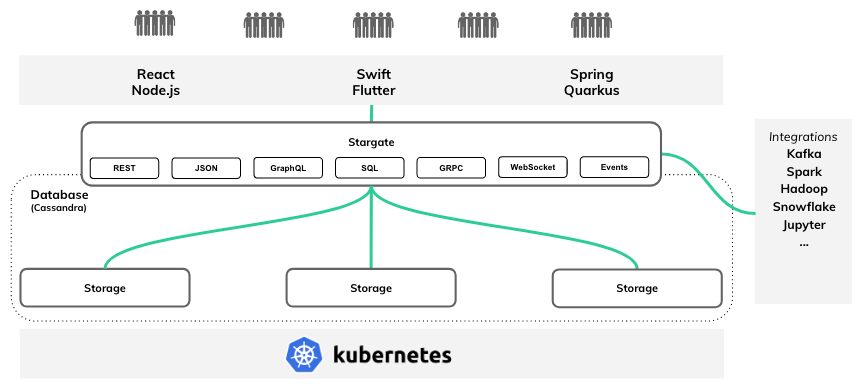 React
Node.js
Swift
Flutter
Spring
Quarkus
Stargate
REST
JSON
GraphQL
SQL
GRPC
WebSocket
Events
Database
(Cassandra)
Storage
Storage
Storage
Integrations
Kafka
Spark
Hadoop
Snowflake
Jupyter
...
kubernetes